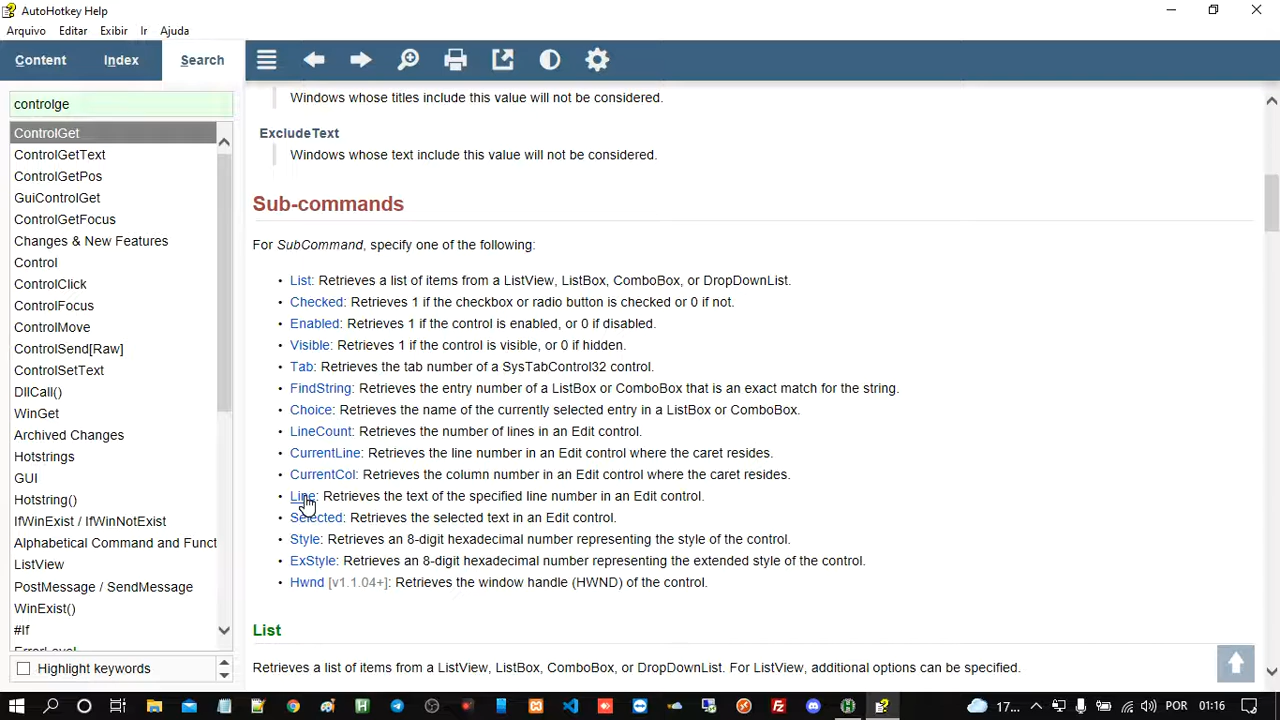 AutoHotkey Help
Arquivo Editar Exibir Ir Ajuda
Content Index Search
controlge
ControlGet
ControlGetText
ControlGetPos
GuiControlGet
ControlGetFocus
Changes & New Features
Control
ControlClick
ControlFocus
ControlMove
ControlSend[Raw]
ControlSetText
DllCall()
WinGet
Archived Changes
Hotstrings
GUI
Hotstring()
IfWinExist / IfWinNotExist
Alphabetical Command and Funct
ListView
PostMessage / SendMessage
WinExist()
#If
ErrorLevel
Highlight keywords
Windows whose titles include this value will not be considered.
ExcludeText
Windows whose text include this value will not be considered.
Sub-commands
For SubCommand, specify one of the following:
• List: Retrieves a list of items from a ListView, ListBox, ComboBox, or DropDownList.
• Checked: Retrieves 1 if the checkbox or radio button is checked or 0 if not.
• Enabled: Retrieves 1 if the control is enabled, or 0 if disabled.
• Visible: Retrieves 1 if the control is visible, or 0 if hidden.
• Tab: Retrieves the tab number of a SysTabControl32 control.
• FindString: Retrieves the entry number of a ListBox or ComboBox that is an exact match for the string.
• Choice: Retrieves the name of the currently selected entry in a ListBox or ComboBox.
• LineCount: Retrieves the number of lines in an Edit control.
• CurrentLine: Retrieves the line number in an Edit control where the caret resides.
• CurrentCol: Retrieves the column number in an Edit control where the caret resides.
• Line: Retrieves the text of the specified line number in an Edit control.
• Selected: Retrieves the selected text in an Edit control.
• Style: Retrieves an 8-digit hexadecimal number representing the style of the control.
• ExStyle: Retrieves an 8-digit hexadecimal number representing the extended style of the control.
• Hwnd [v1.1.04+]: Retrieves the window handle (HWND) of the control.
List
Retrieves a list of items from a ListView, ListBox, ComboBox, or DropDownList. For ListView, additional options can be specified.
17... POR 01:16